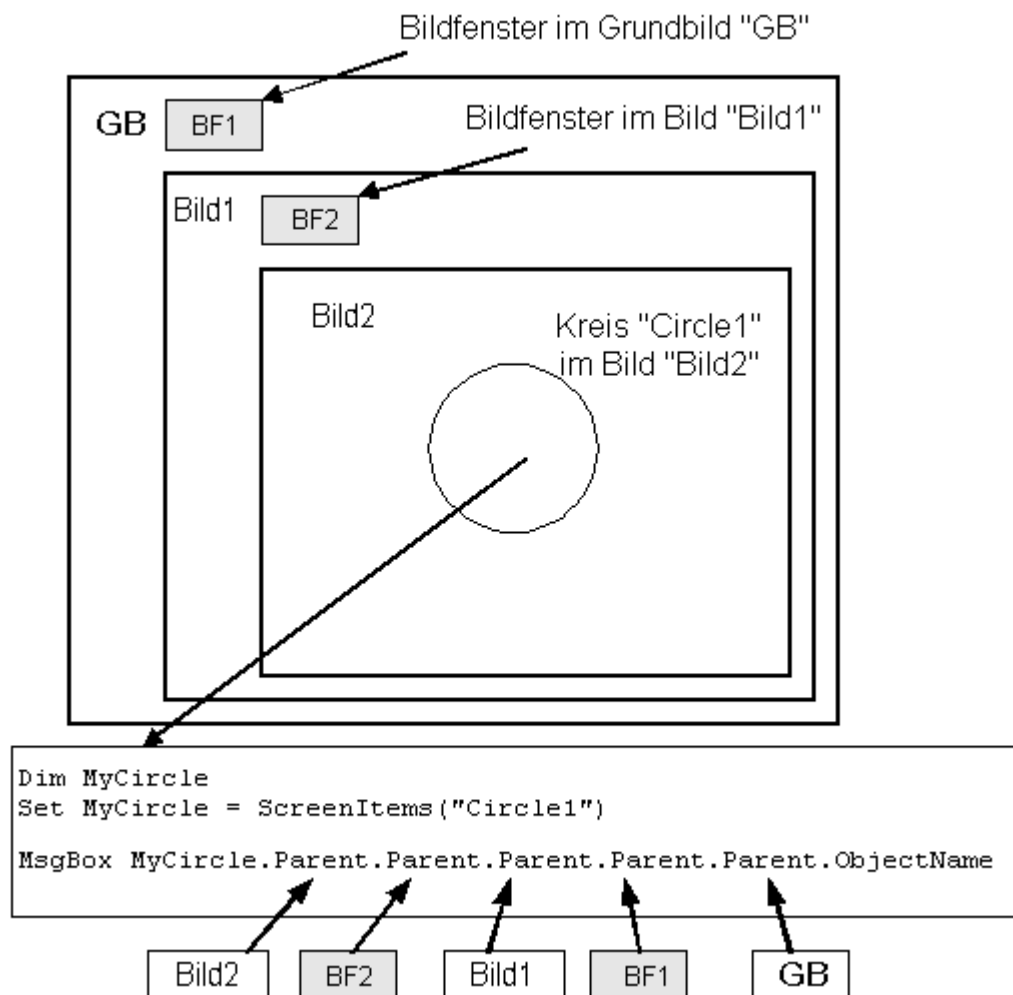 Bildfenster im Grundbild "GB"
GB
BF1
Bildfenster im Bild "Bild1"
Bild1
BF2
Bild2
Kreis "Circle1"
im Bild "Bild2"
Dim MyCircle
Set MyCircle = ScreenItems("Circle1")
MsgBox MyCircle.Parent.Parent.Parent.Parent.Parent.ObjectName
Bild2
BF2
Bild1
BF1
GB